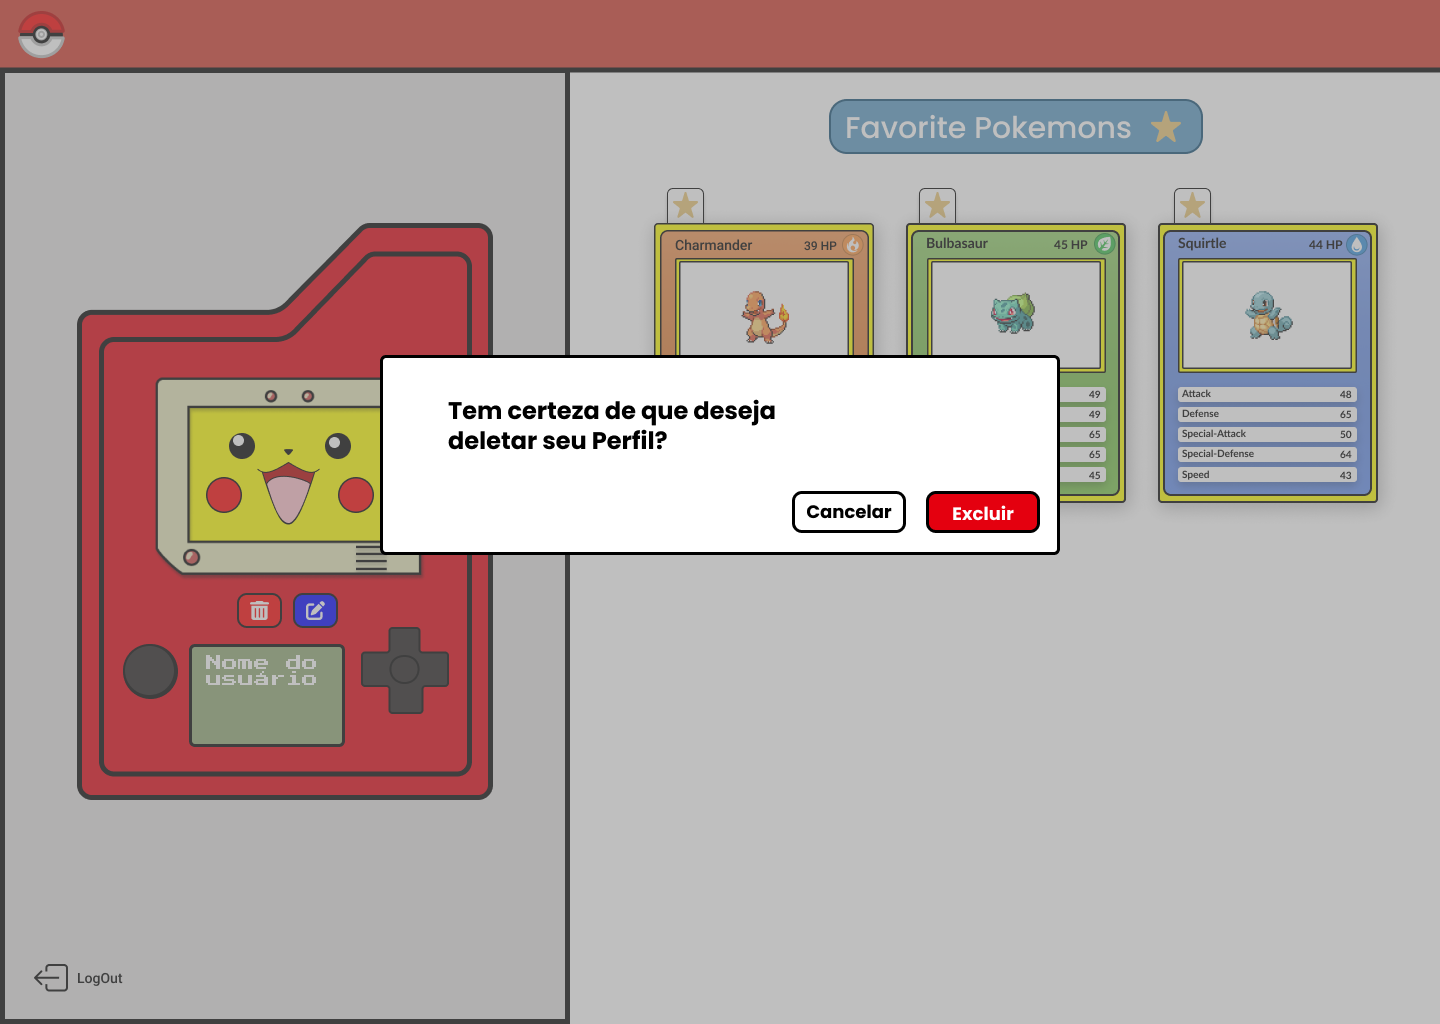 Favorite Pokemons
Charmander 39 HP
Bulbasaur 45 HP
49
49
65
65
45
Squirtle 44 HP
Attack 48
Defense 65
Special-Attack 50
Special-Defense 64
Speed 43
Tem certeza de que deseja
deletar seu Perfil?
Cancelar
Excluir
Nome do
usuário
LogOut